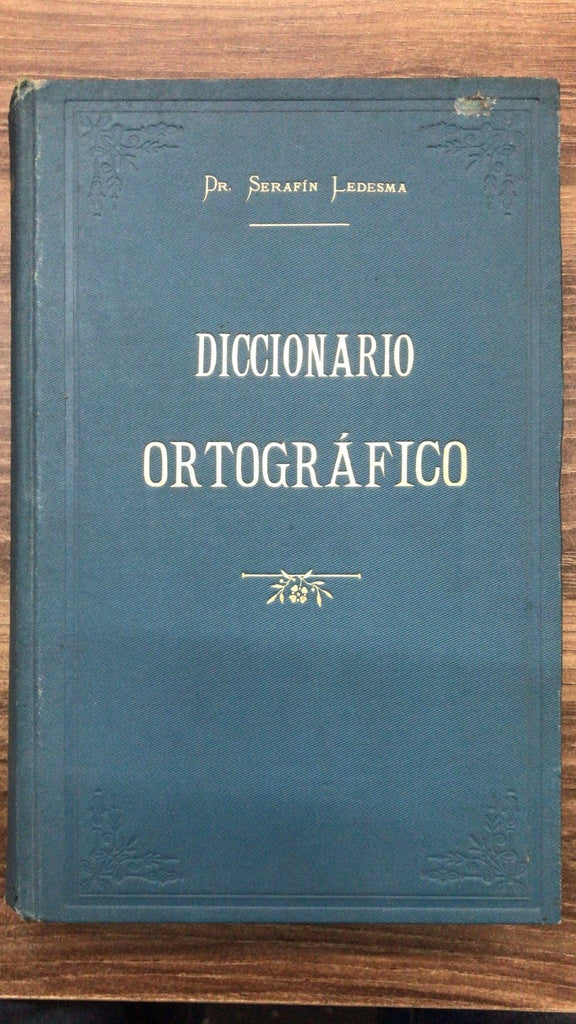 Dr. Serafín Ledesma
DICCIONARIO
ORTOGRÁFICO